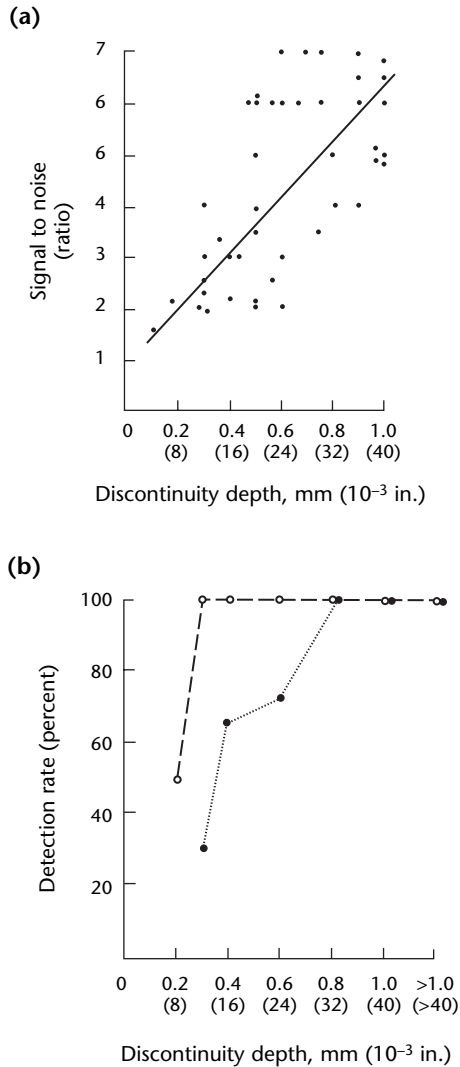 (a)
Signal to noise
(ratio)
7
6
6
4
3
2
1
0 0.2 0.4 0.6 0.8 1.0
(8) (16) (24) (32) (40)
Discontinuity depth, mm (10⁻³ in.)
(b)
Detection rate (percent)
100
80
60
40
20
0 0.2 0.4 0.6 0.8 1.0 >1.0
(8) (16) (24) (32) (40) (>40)
Discontinuity depth, mm (10⁻³ in.)